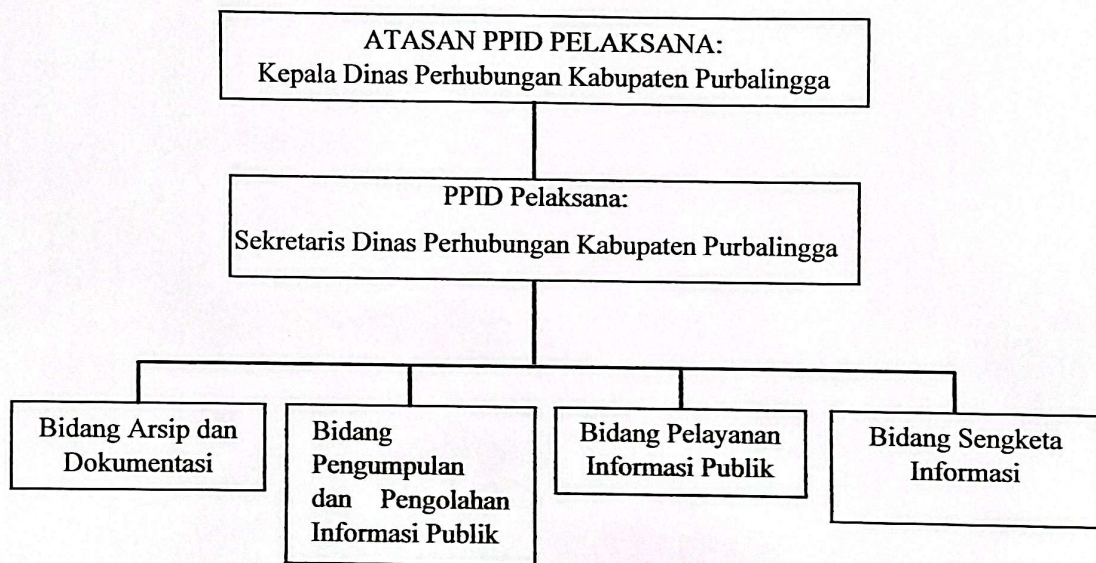 ATASAN PPID PELAKSANA:
Kepala Dinas Perhubungan Kabupaten Purbalingga
PPID Pelaksana:
Sekretaris Dinas Perhubungan Kabupaten Purbalingga
Bidang Arsip dan
Dokumentasi
Bidang
Pengumpulan
dan Pengolahan
Informasi Publik
Bidang Pelayanan
Informasi Publik
Bidang Sengketa
Informasi